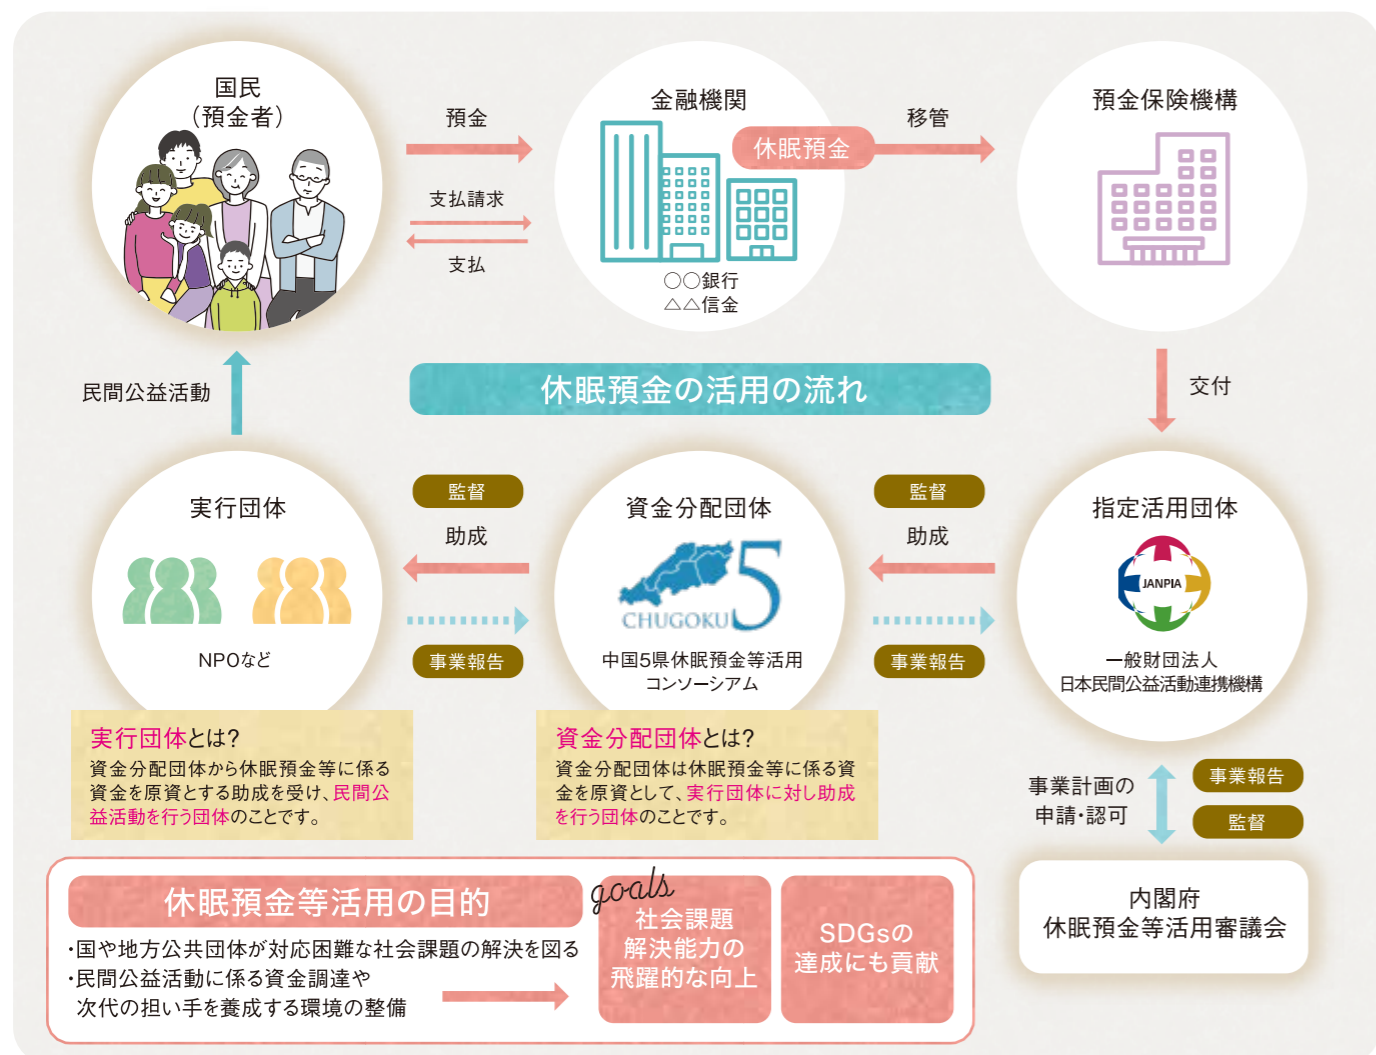 国民
（預金者）
預金
支払請求
支払
金融機関
休眠預金
○○銀行
△△信金
移管
預金保険機構
民間公益活動
休眠預金の活用の流れ
交付
実行団体
NPOなど
監督
助成
事業報告
資金分配団体
CHUGOKU 5
中国5県休眠預金等活用
コンソーシアム
監督
助成
事業報告
指定活用団体
JANPIA
一般財団法人
日本民間公益活動連携機構
実行団体とは?
資金分配団体から休眠預金等に係る
資金を原資とする助成を受け、民間公
益活動を行う団体のことです。
資金分配団体とは?
資金分配団体は休眠預金等に係る資
金を原資として、実行団体に対し助成
を行う団体のことです。
事業計画の
申請・認可
事業報告
監督
内閣府
休眠預金等活用審議会
休眠預金等活用の目的
・国や地方公共団体が対応困難な社会課題の解決を図る
・民間公益活動に係る資金調達や
次代の担い手を養成する環境の整備
goals
社会課題
解決能力の
飛躍的な向上
SDGsの
達成にも貢献